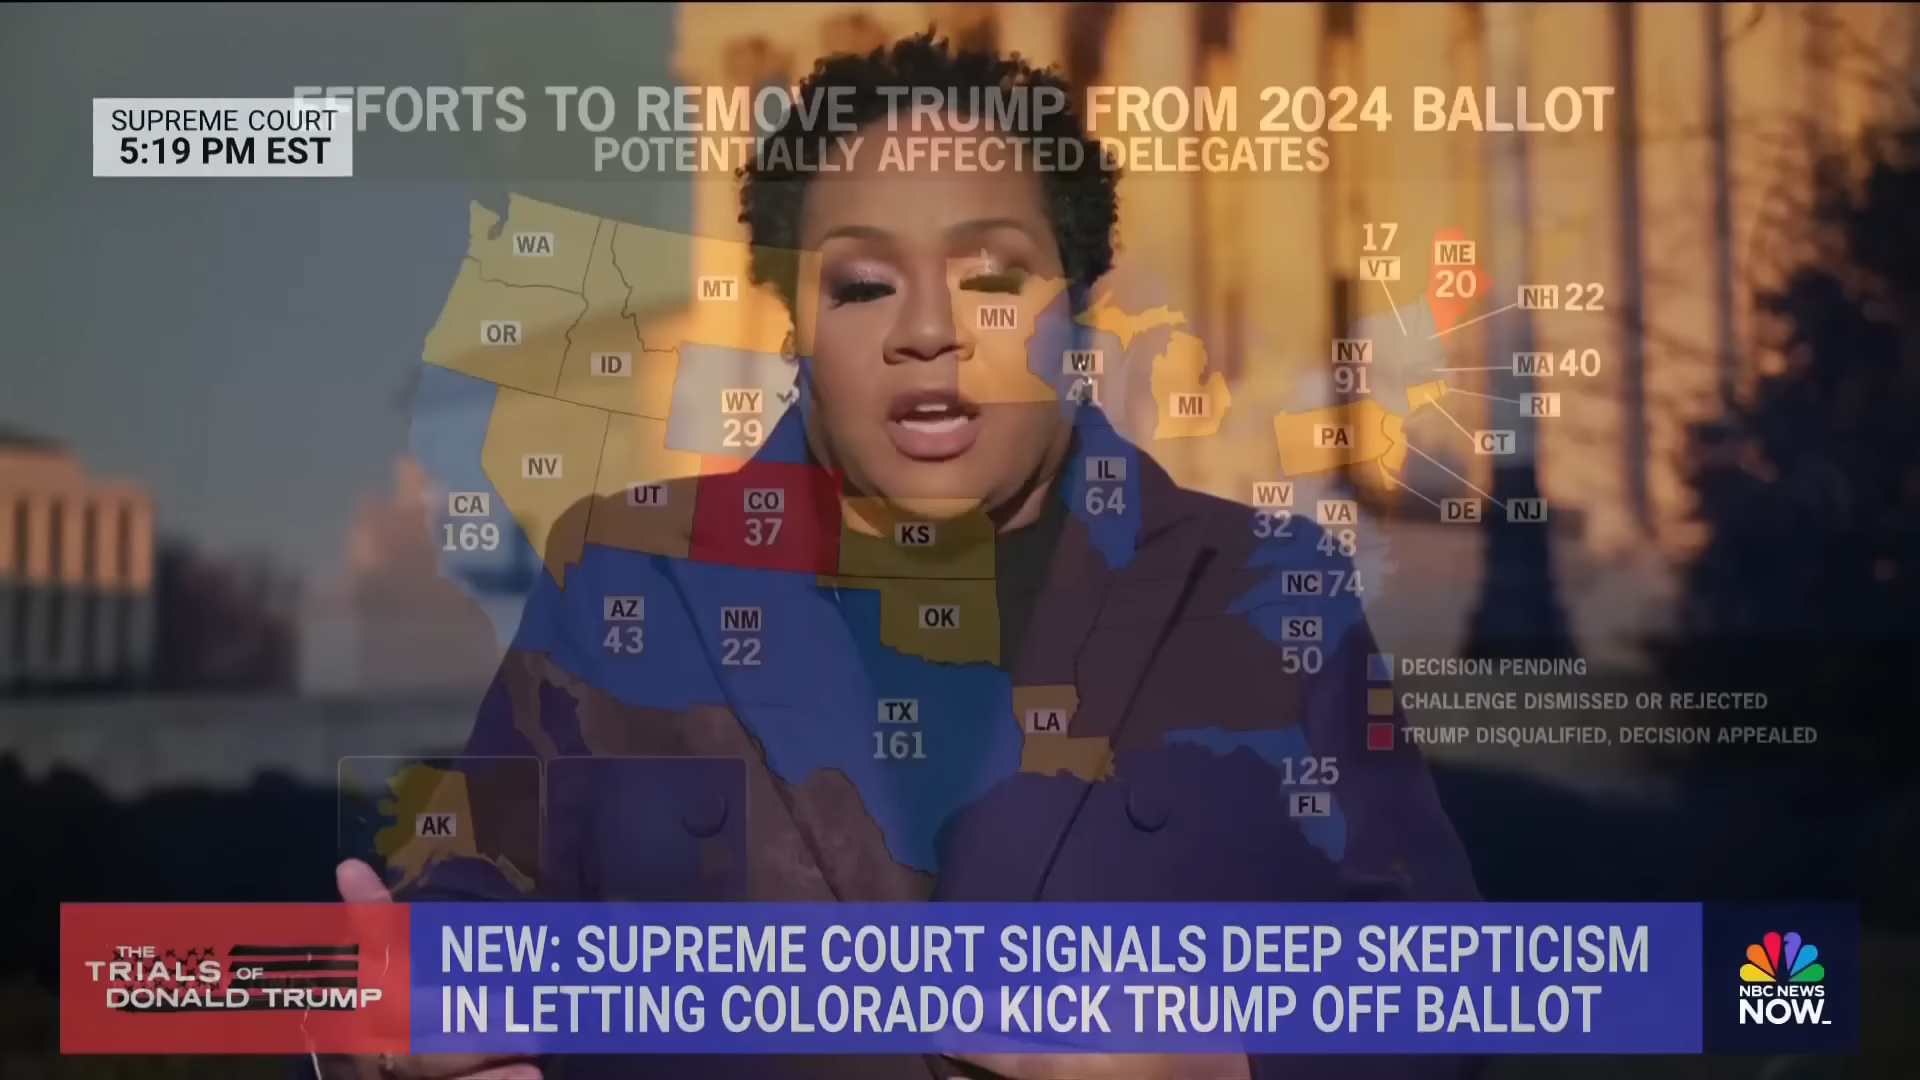 EFFORTS TO REMOVE TRUMP FROM 2024 BALLOT
POTENTIALLY AFFECTED DELEGATES
SUPREME COURT
5:19 PM EST
WA
OR
ID
MT
WY
29
NV
UT
CO
37
CA
169
AZ
43
NM
22
KS
OK
TX
161
LA
AK
MN
WI
41
MI
IL
64
17
VT
ME
20
NH 22
NY
91
MA 40
RI
CT
PA
DE
NJ
WV
32
VA
48
NC 74
SC
50
125
FL
DECISION PENDING
CHALLENGE DISMISSED OR REJECTED
TRUMP DISQUALIFIED, DECISION APPEALED
THE
TRIALS OF
DONALD TRUMP
NEW: SUPREME COURT SIGNALS DEEP SKEPTICISM
IN LETTING COLORADO KICK TRUMP OFF BALLOT
NBC NEWS
NOW_